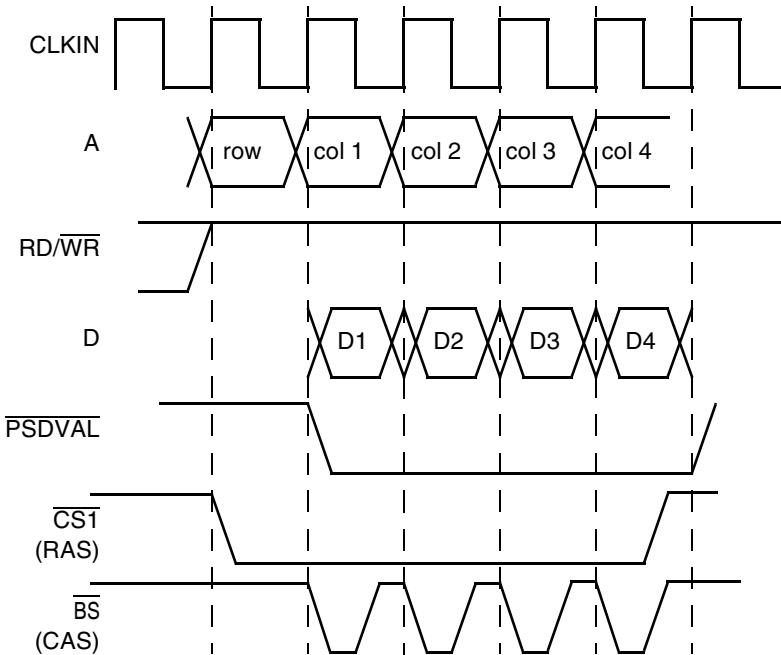 CLKIN
A
row col 1 col 2 col 3 col 4
RD/WR
D
D1 D2 D3 D4
PSDVAL
CS1
(RAS)
BS
(CAS)